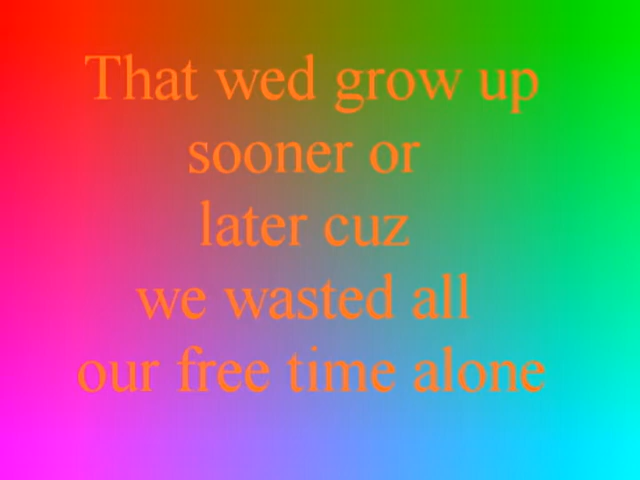 That wed grow up
sooner or
later cuz
we wasted all
our free time alone